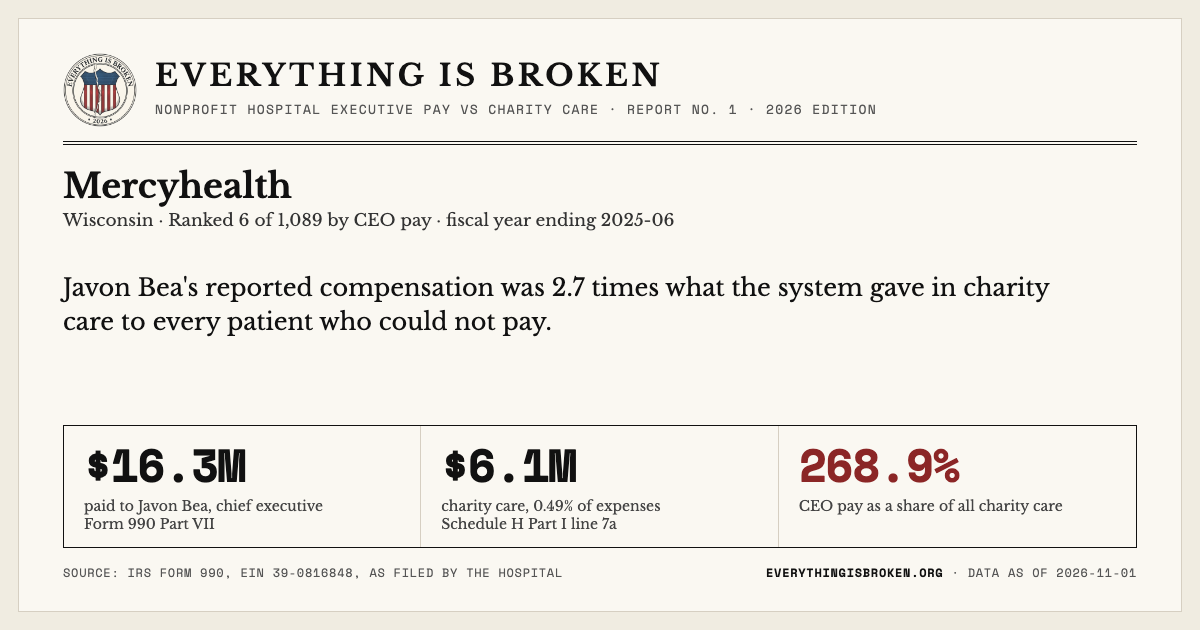 EVERYTHING IS BROKEN
• 2026 •
EVERYTHING IS BROKEN
NONPROFIT HOSPITAL EXECUTIVE PAY VS CHARITY CARE · REPORT NO. 1 · 2026 EDITION
Mercyhealth
Wisconsin · Ranked 6 of 1,089 by CEO pay · fiscal year ending 2025-06
Javon Bea's reported compensation was 2.7 times what the system gave in charity
care to every patient who could not pay.
$16.3M
paid to Javon Bea, chief executive
Form 990 Part VII
$6.1M
charity care, 0.49% of expenses
Schedule H Part I line 7a
268.9%
CEO pay as a share of all charity care
SOURCE: IRS FORM 990, EIN 39-0816848, AS FILED BY THE HOSPITAL
EVERYTHINGISBROKEN.ORG · DATA AS OF 2026-11-01